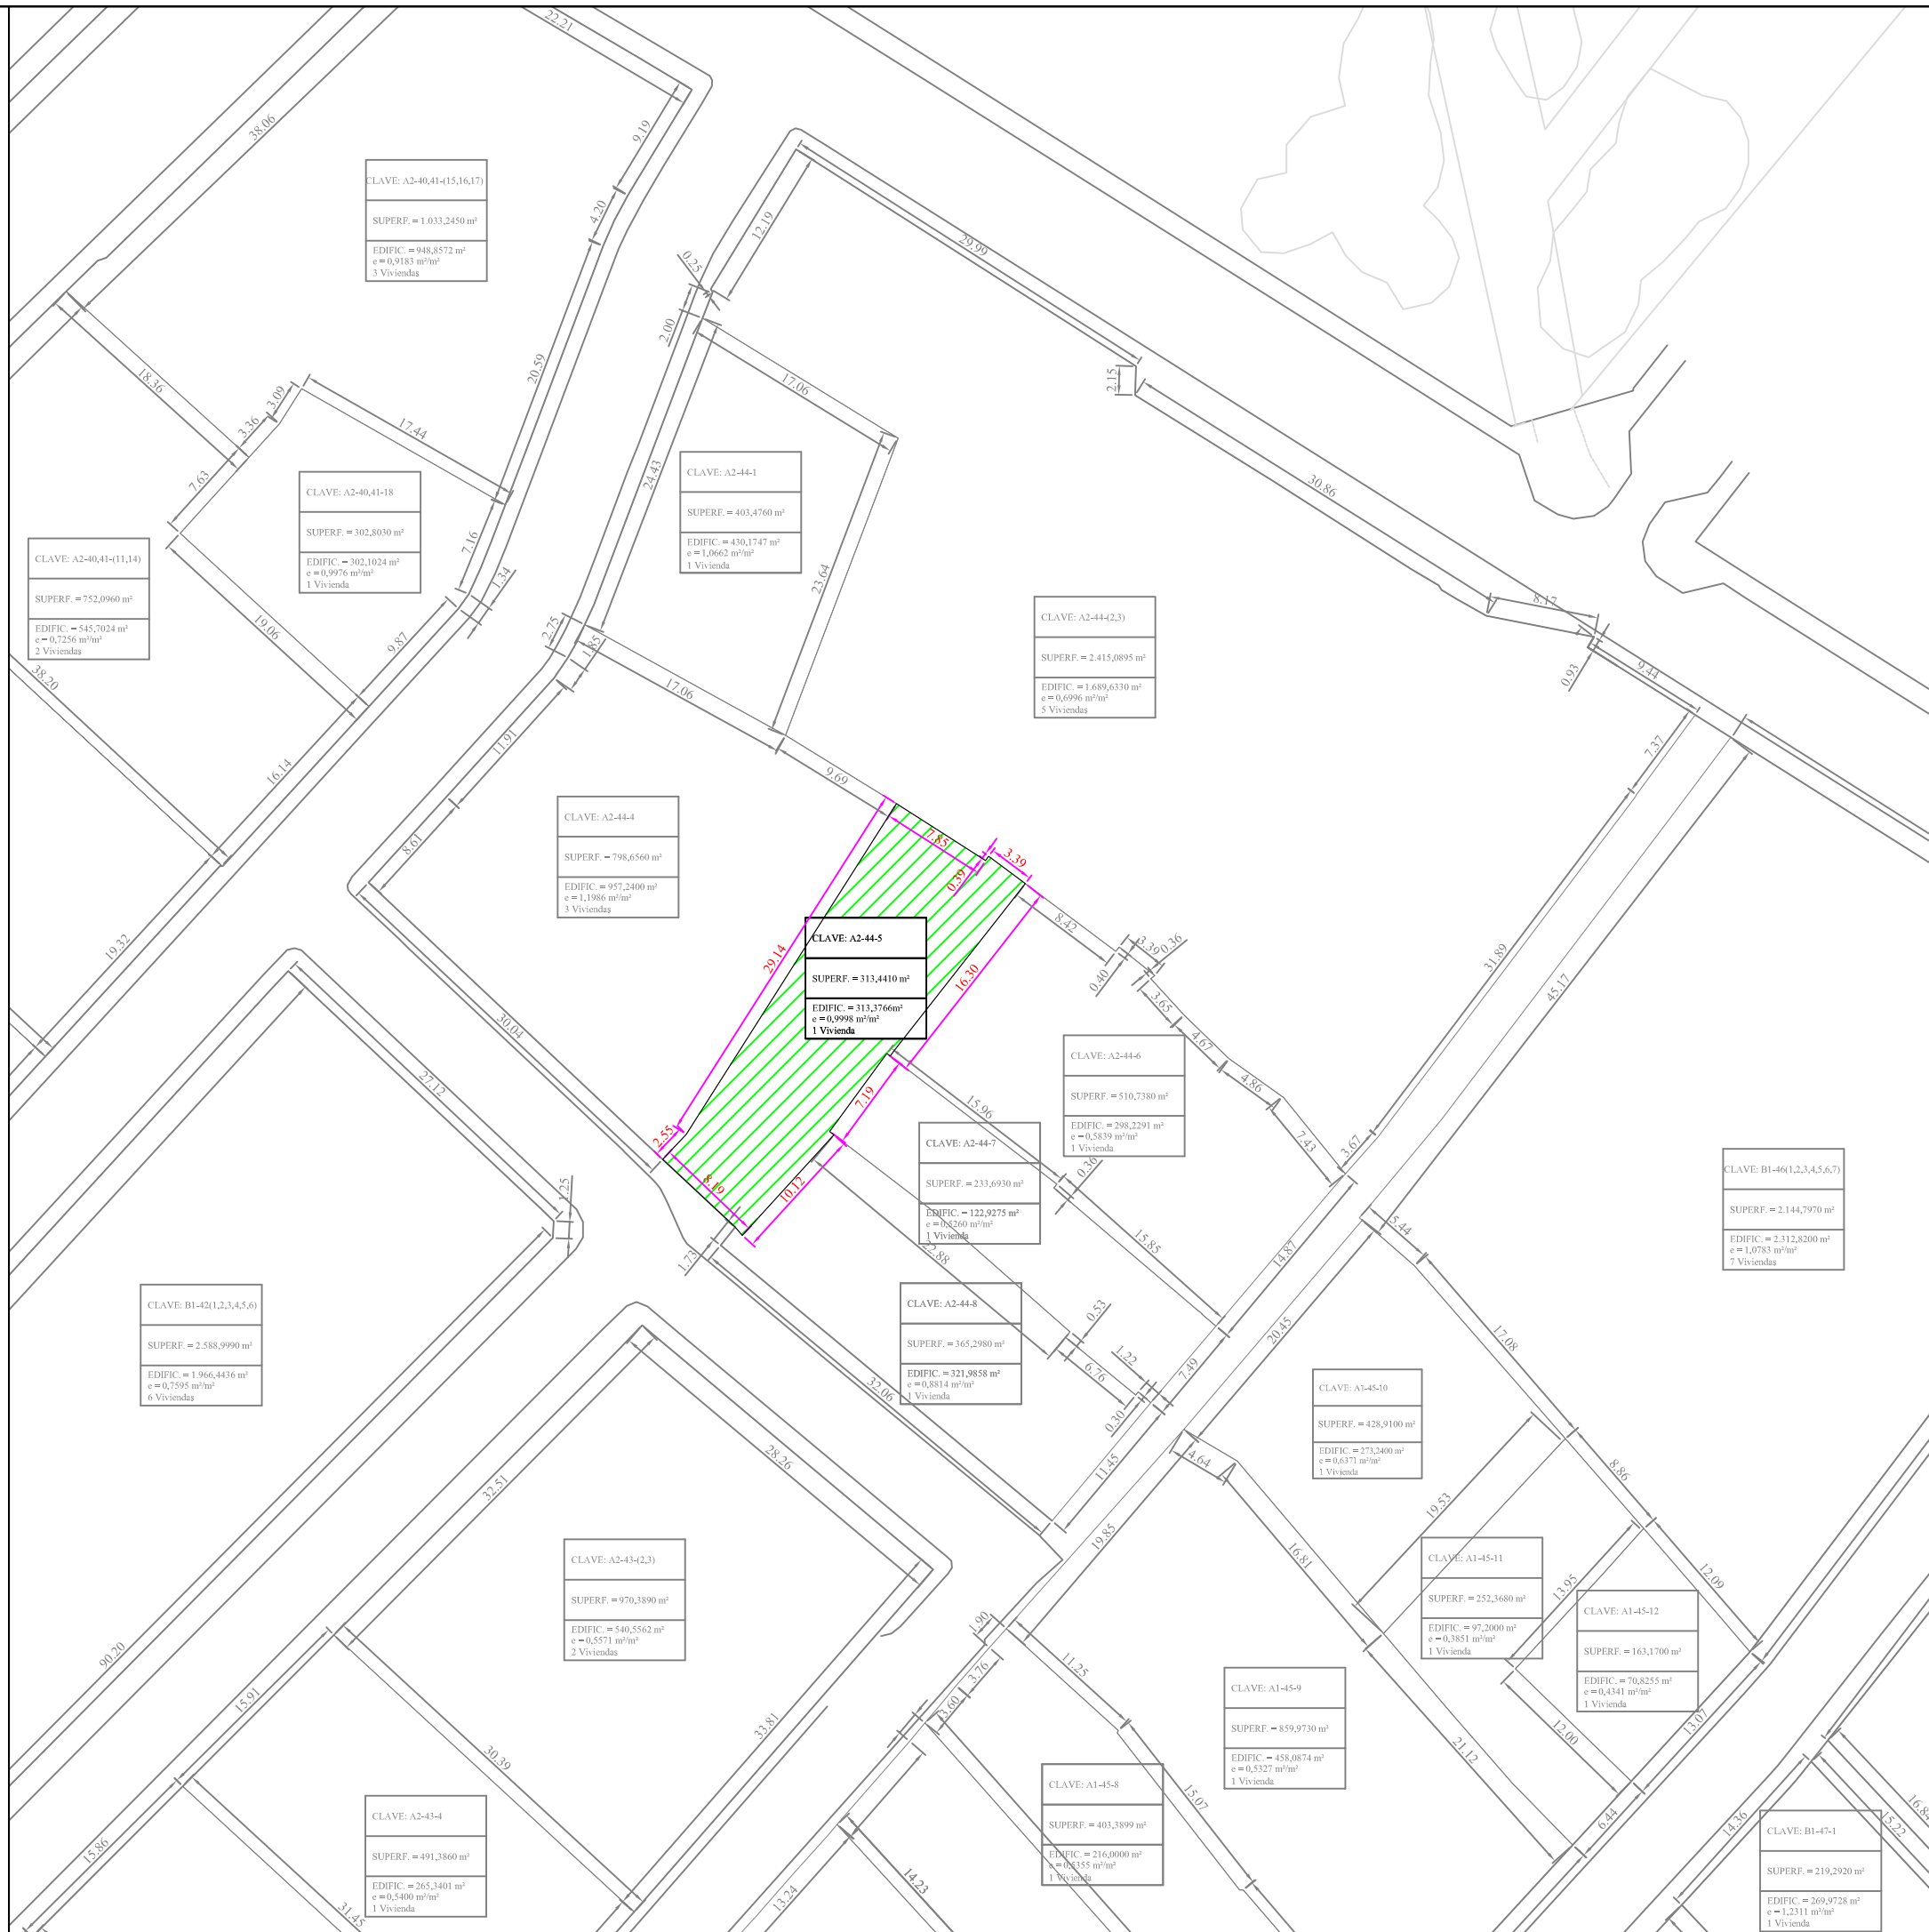 22.21
38.06
9.19
4.20
CLAVE: A2-40,41-(15,16,17)
SUPERF. = 1.033,2450 m²
EDIFIC. = 948,8572 m²
e = 0,9183 m²/m²
3 Viviendas
12.19
0.25
2.00
29.99
20.59
18.36
3.09
3.36
17.44
7.63
17.06
2.15
24.43
CLAVE: A2-44-1
SUPERF. = 403,4760 m²
EDIFIC. = 430,1747 m²
e = 1,0662 m²/m²
1 Vivienda
CLAVE: A2-40,41-18
SUPERF. = 302,8030 m²
EDIFIC. = 302,1024 m²
e = 0,9976 m²/m²
1 Vivienda
30.86
7.16
1.34
23.64
CLAVE: A2-40,41-(11,14)
SUPERF. = 752,0960 m²
EDIFIC. = 545,7024 m²
e = 0,7256 m²/m²
2 Viviendas
19.06
9.87
38.20
2.75
1.85
17.06
8.17
0.93
9.44
CLAVE: A2-44-(2,3)
SUPERF. = 2.415,0895 m²
EDIFIC. = 1.689,6330 m²
e = 0,6996 m²/m²
5 Viviendas
7.37
11.91
16.14
9.69
8.61
CLAVE: A2-44-4
SUPERF. = 798,6560 m²
EDIFIC. = 957,2400 m²
e = 1,1986 m²/m²
3 Viviendas
7.85
0.39
3.39
19.32
29.14
CLAVE: A2-44-5
SUPERF. = 313,4410 m²
EDIFIC. = 313,3766m²
e = 0,9998 m²/m²
1 Vivienda
16.30
8.42
3.39
0.36
0.40
3.65
4.67
4.86
31.89
45.17
30.04
27.12
7.19
15.96
CLAVE: A2-44-6
SUPERF. = 510,7380 m²
EDIFIC. = 298,2291 m²
e = 0,5839 m²/m²
1 Vivienda
7.43
3.67
2.55
8.19
10.12
CLAVE: A2-44-7
SUPERF. = 233,6930 m²
EDIFIC. = 122,9275 m²
e = 0,5260 m²/m²
1 Vivienda
0.36
15.85
14.87
5.44
CLAVE: B1-46(1,2,3,4,5,6,7)
SUPERF. = 2.144,7970 m²
EDIFIC. = 2.312,8200 m²
e = 1,0783 m²/m²
7 Viviendas
1.25
1.73
22.88
CLAVE: A2-44-8
SUPERF. = 365,2980 m²
EDIFIC. = 321,9858 m²
e = 0,8814 m²/m²
1 Vivienda
0.53
1.22
6.76
0.30
7.49
20.45
17.08
CLAVE: B1-42(1,2,3,4,5,6)
SUPERF. = 2.588,9990 m²
EDIFIC. = 1.966,4436 m²
e = 0,7595 m²/m²
6 Viviendas
32.06
28.26
32.51
11.45
4.64
CLAVE: A1-45-10
SUPERF. = 428,9100 m²
EDIFIC. = 273,2400 m²
e = 0,6371 m²/m²
1 Vivienda
8.86
19.53
19.85
16.81
CLAVE: A1-45-11
SUPERF. = 252,3680 m²
EDIFIC. = 97,2000 m²
e = 0,3851 m²/m²
1 Vivienda
13.95
12.09
CLAVE: A1-45-12
SUPERF. = 163,1700 m²
EDIFIC. = 70,8255 m²
e = 0,4341 m²/m²
1 Vivienda
CLAVE: A2-43-(2,3)
SUPERF. = 970,3890 m²
EDIFIC. = 540,5562 m²
e = 0,5571 m²/m²
2 Viviendas
90.20
15.91
1.90
3.76
3.60
11.25
33.81
30.39
CLAVE: A1-45-9
SUPERF. = 859,9730 m²
EDIFIC. = 458,0874 m²
e = 0,5327 m²/m²
1 Vivienda
21.12
12.00
13.07
CLAVE: A1-45-8
SUPERF. = 403,3899 m²
EDIFIC. = 216,0000 m²
e = 0,5355 m²/m²
1 Vivienda
15.07
6.44
14.36
16.84
15.22
CLAVE: B1-47-1
SUPERF. = 219,2920 m²
EDIFIC. = 269,9728 m²
e = 1,2311 m²/m²
1 Vivienda
CLAVE: A2-43-4
SUPERF. = 491,3860 m²
EDIFIC. = 265,3401 m²
e = 0,5400 m²/m²
1 Vivienda
15.86
31.45
13.24
14.23